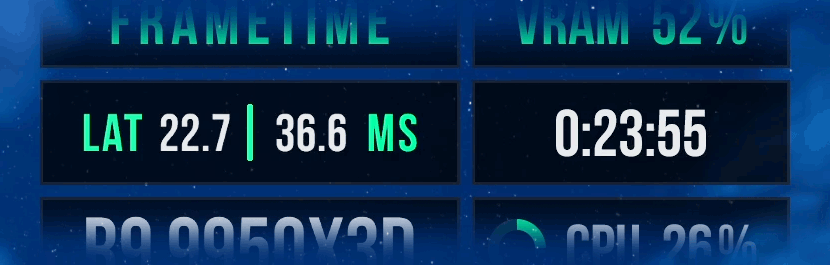 FRAMETIME
VRAM 52%
LAT 22.7 | 36.6 MS
0:23:55
R9 9950X3D
CPU 26%